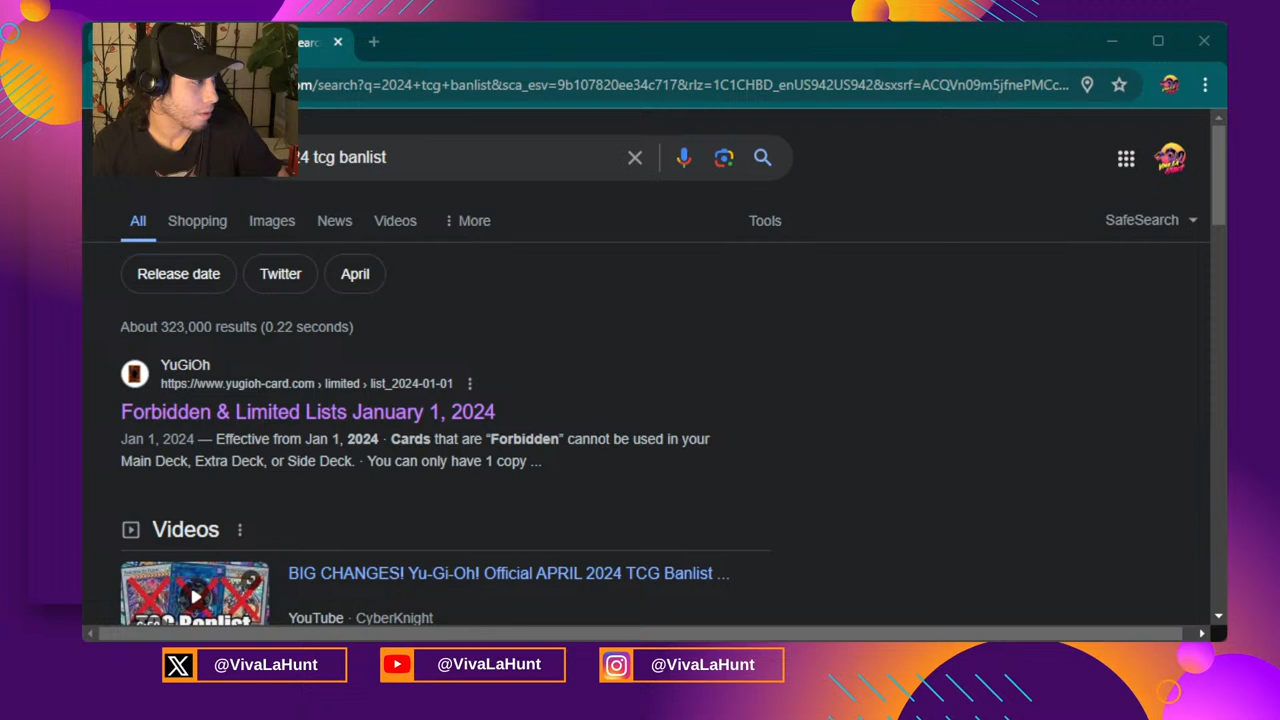 earc
om/search?q=2024+tcg+banlist&sca_esv=9b107820ee34c717&rlz=1C1CHBD_enUS942US942&sxsrf=ACQVn09m5jfnePMCc...
24 tcg banlist
All Shopping Images News Videos More Tools SafeSearch
Release date Twitter April
About 323,000 results (0.22 seconds)
YuGiOh
https://www.yugioh-card.com › limited › list_2024-01-01
Forbidden & Limited Lists January 1, 2024
Jan 1, 2024 — Effective from Jan 1, 2024 · Cards that are “Forbidden” cannot be used in your
Main Deck, Extra Deck, or Side Deck. · You can only have 1 copy ...
Videos
BIG CHANGES! Yu-Gi-Oh! Official APRIL 2024 TCG Banlist ...
TCG Banlist
YouTube · CyberKnight
@VivaLaHunt @VivaLaHunt @VivaLaHunt